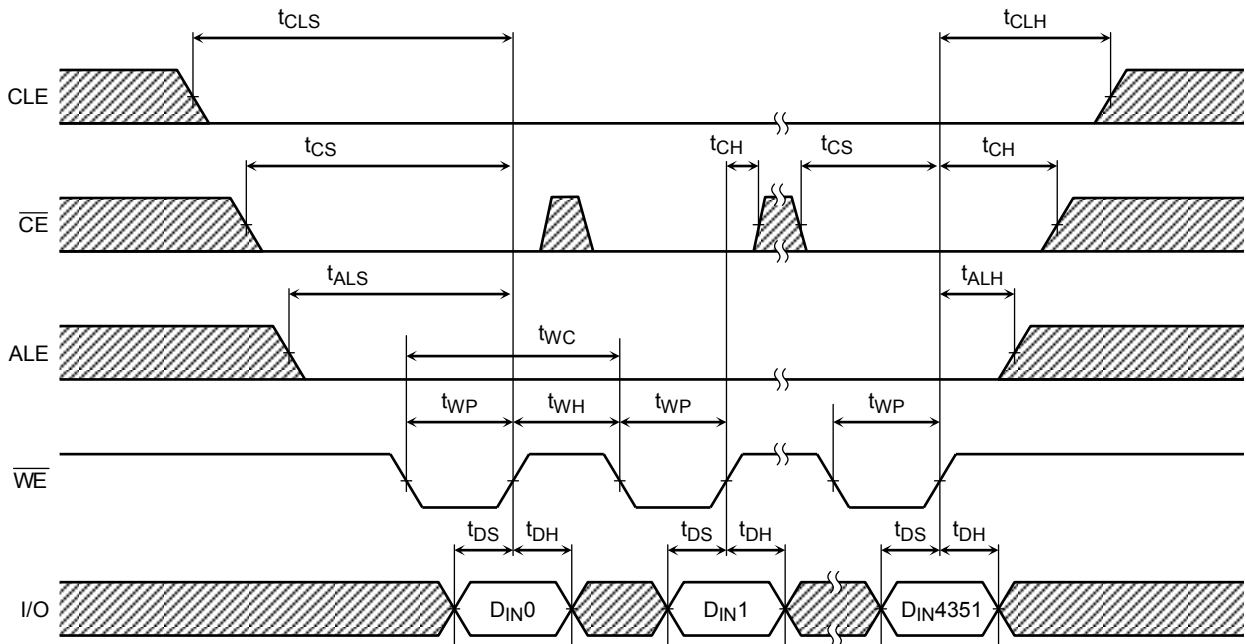 tCLS tCLH
CLE
tCS tCH tCS tCH
CE
tALS tALH
ALE
tWC
tWP tWH tWP tWP
WE
tDS tDH tDS tDH tDS tDH
I/O DIN0 DIN1 DIN4351